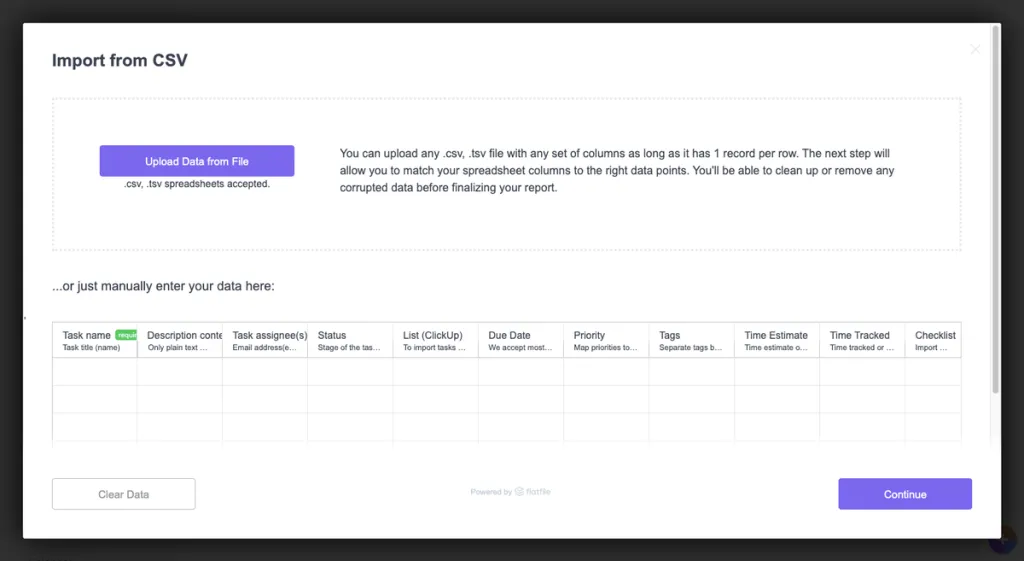 Import from CSV
Upload Data from File
.csv, .tsv spreadsheets accepted.
You can upload any .csv, .tsv file with any set of columns as long as it has 1 record per row. The next step will
allow you to match your spreadsheet columns to the right data points. You'll be able to clean up or remove any
corrupted data before finalizing your report.
...or just manually enter your data here:
Task name requi Description conte Task assignee(s) Status List (ClickUp) Due Date Priority Tags Time Estimate Time Tracked Checklist
Task title (name) Only plain text ... Email address(e... Stage of the tas... To import tasks ... We accept most... Map priorities to... Separate tags b... Time estimate o... Time tracked or ... Import ...
Clear Data
Powered by flatfile
Continue